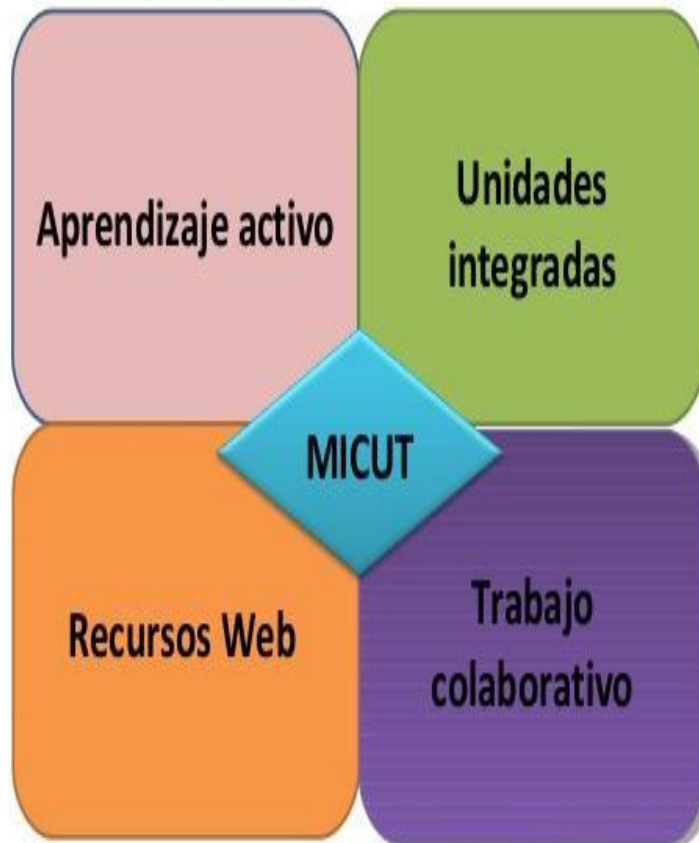 Aprendizaje activo
Unidades
integradas
MICUT
Recursos Web
Trabajo
colaborativo